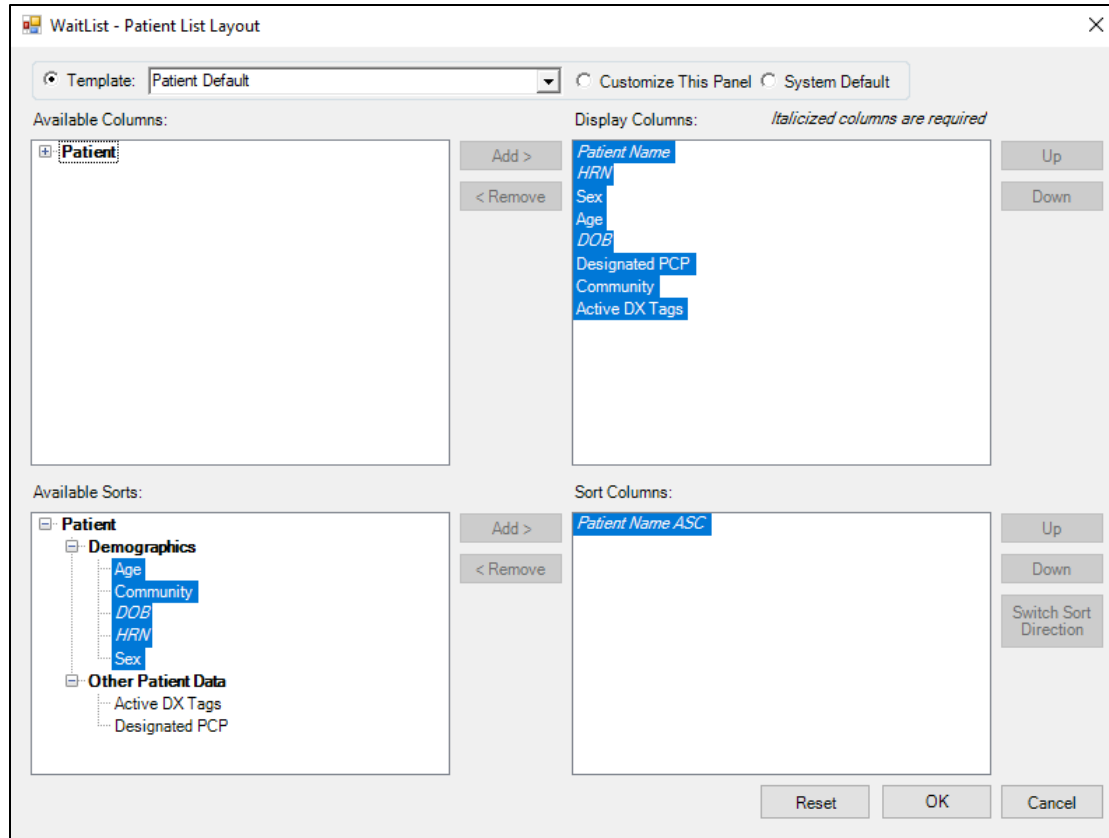 WaitList - Patient List Layout
Template: Patient Default Customize This Panel System Default
Available Columns: Display Columns: Italicized columns are required
Patient
Add >
< Remove
Patient Name
HRN
Sex
Age
DOB
Designated PCP
Community
Active DX Tags
Up
Down
Available Sorts: Sort Columns:
Patient
Demographics
Age
Community
DOB
HRN
Sex
Other Patient Data
Active DX Tags
Designated PCP
Add >
< Remove
Patient Name ASC
Up
Down
Switch Sort
Direction
Reset OK Cancel